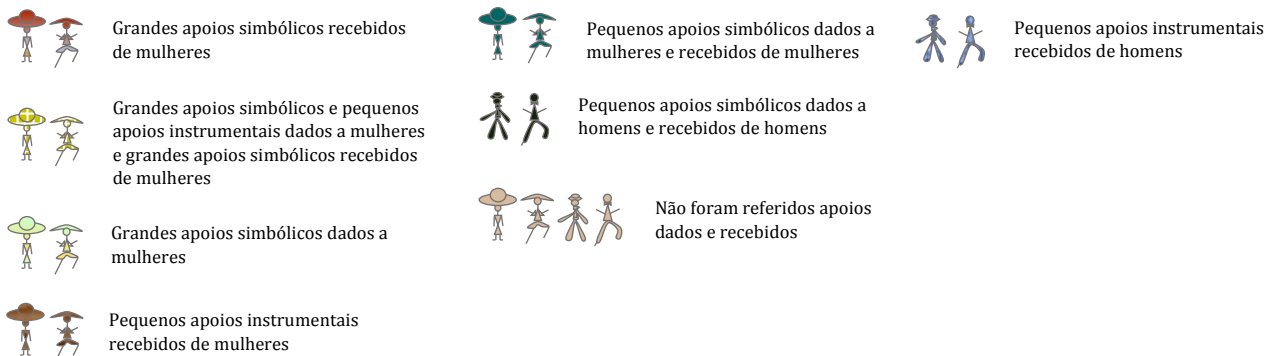 Grandes apoios simbólicos recebidos
de mulheres
Grandes apoios simbólicos e pequenos
apoios instrumentais dados a mulheres
e grandes apoios simbólicos recebidos
de mulheres
Grandes apoios simbólicos dados a
mulheres
Pequenos apoios instrumentais
recebidos de mulheres
Pequenos apoios simbólicos dados a
mulheres e recebidos de mulheres
Pequenos apoios simbólicos dados a
homens e recebidos de homens
Não foram referidos apoios
dados e recebidos
Pequenos apoios instrumentais
recebidos de homens